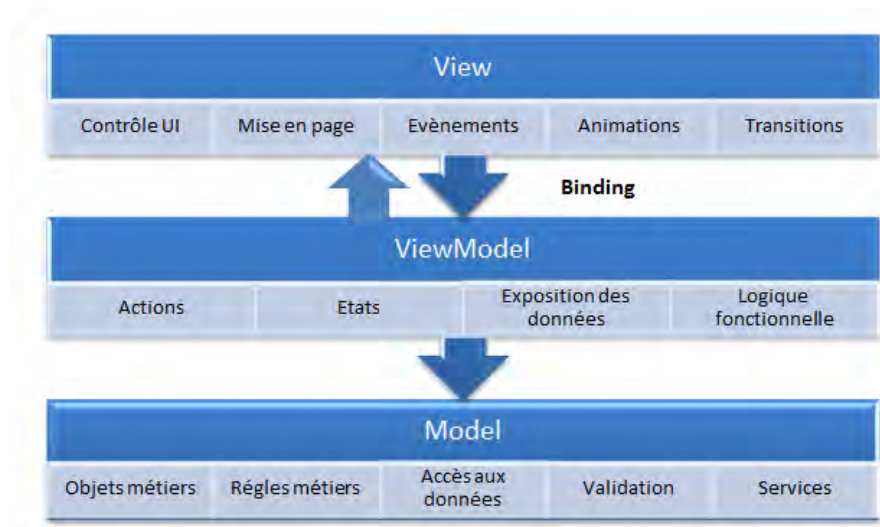 View
Contrôle UI Mise en page Evènements Animations Transitions
Binding
ViewModel
Actions Etats Exposition des données Logique fonctionnelle
Model
Objets métiers Régles métiers Accès aux données Validation Services